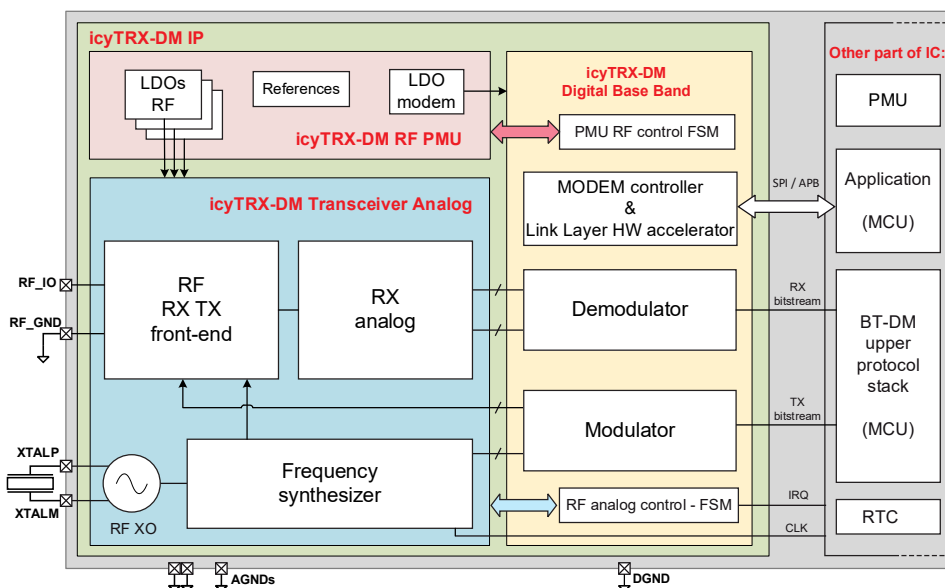 icyTRX-DM IP
LDOs
RF
References
LDO
modem
icyTRX-DM RF PMU
icyTRX-DM
Digital Base Band
PMU RF control FSM
MODEM controller
&
Link Layer HW accelerator
SPI / APB
Other part of IC:
PMU
Application
(MCU)
icyTRX-DM Transceiver Analog
RF_IO
RF_GND
RF
RX TX
front-end
RX
analog
Demodulator
RX
bitstream
BT-DM
upper
protocol
stack
(MCU)
Modulator
TX
bitstream
XTALP
XTALM
RF XO
Frequency
synthesizer
RF analog control - FSM
IRQ
CLK
RTC
AGNDs
DGND